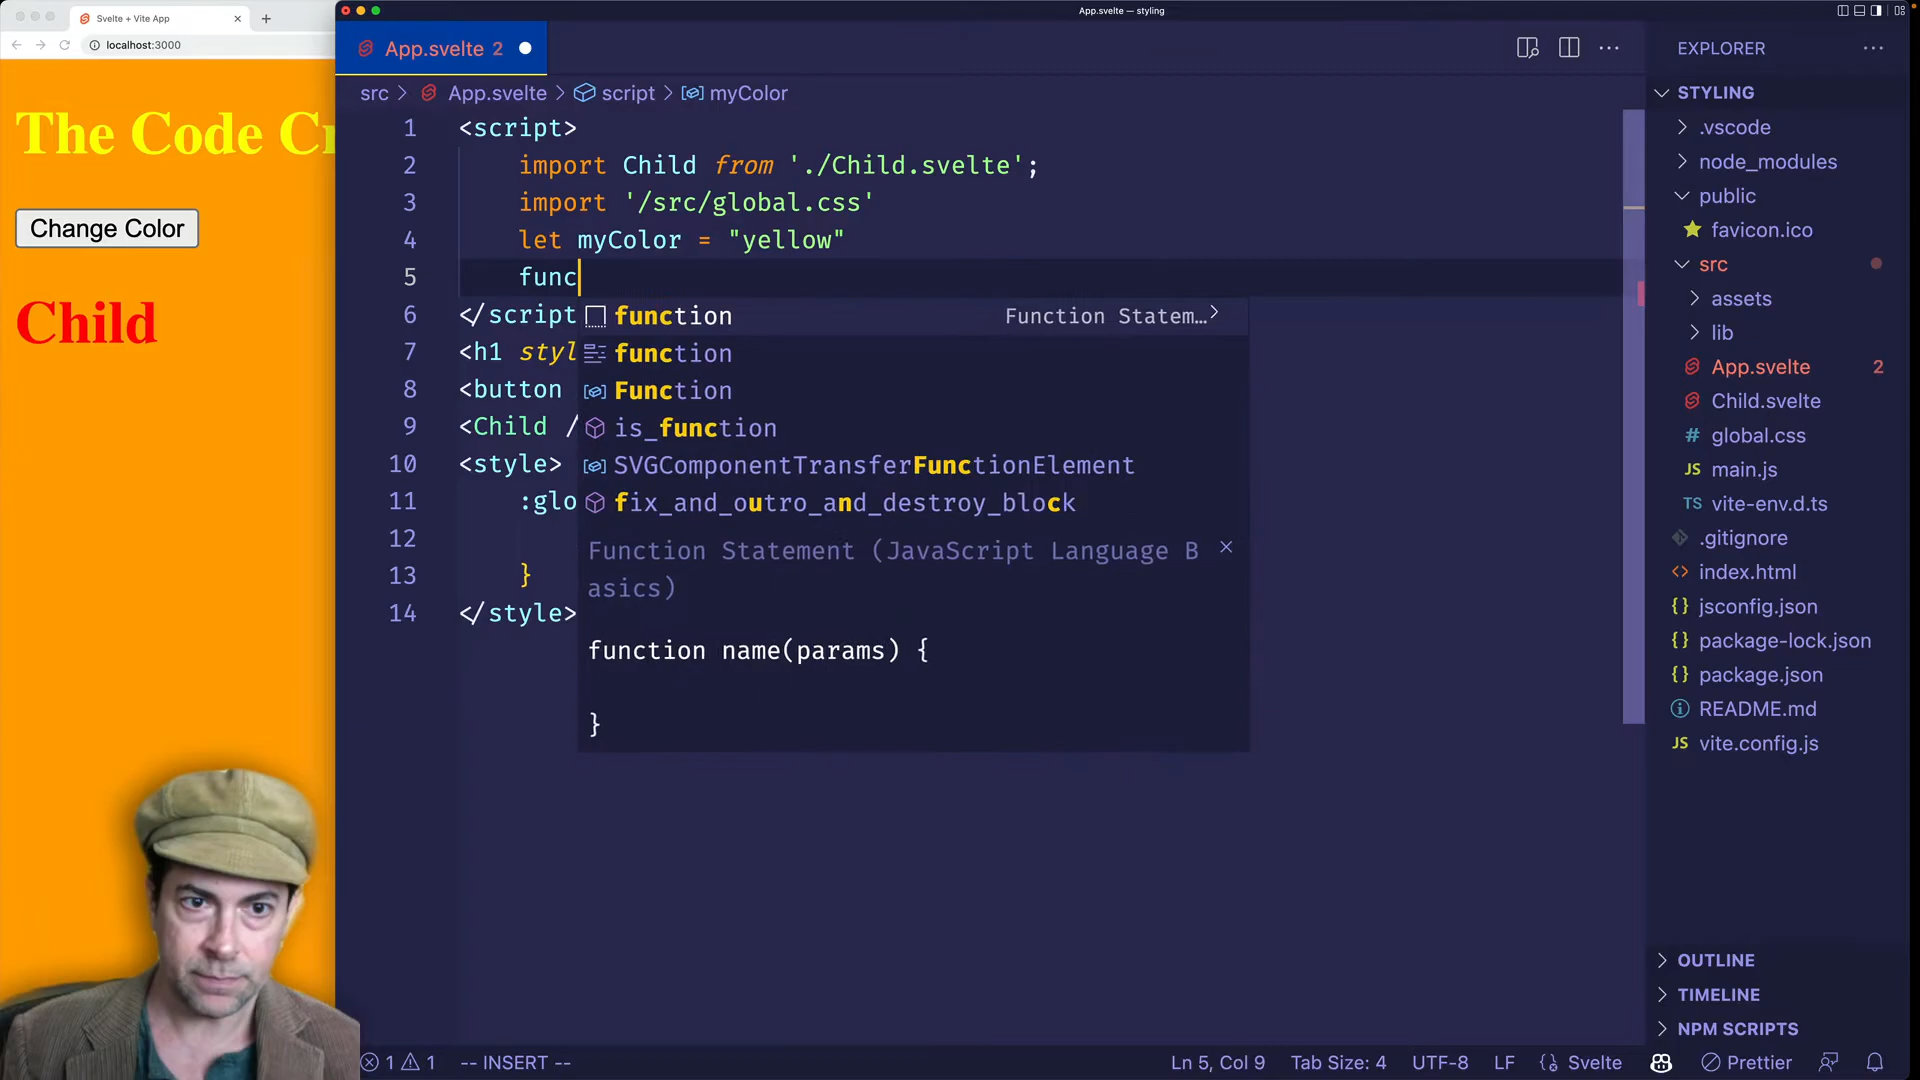 Svelte + Vite App
localhost:3000
The Code Cr
Change Color
Child
App.svelte — styling
App.svelte 2
src > App.svelte > script > myColor
1 <script>
2 import Child from './Child.svelte';
3 import '/src/global.css'
4 let myColor = "yellow"
5 func
6 </script
7 <h1 styl
8 <button
9 <Child /
10 <style>
11 :glo
12
13 }
14 </style>
function Function Statem…
function
Function
is_function
SVGComponentTransferFunctionElement
fix_and_outro_and_destroy_block
Function Statement (JavaScript Language B
asics)
function name(params) {
}
EXPLORER
STYLING
.vscode
node_modules
public
favicon.ico
src
assets
lib
App.svelte 2
Child.svelte
# global.css
JS main.js
TS vite-env.d.ts
.gitignore
<> index.html
{} jsconfig.json
{} package-lock.json
{} package.json
README.md
JS vite.config.js
OUTLINE
TIMELINE
NPM SCRIPTS
1 1 -- INSERT --
Ln 5, Col 9 Tab Size: 4 UTF-8 LF {} Svelte Prettier